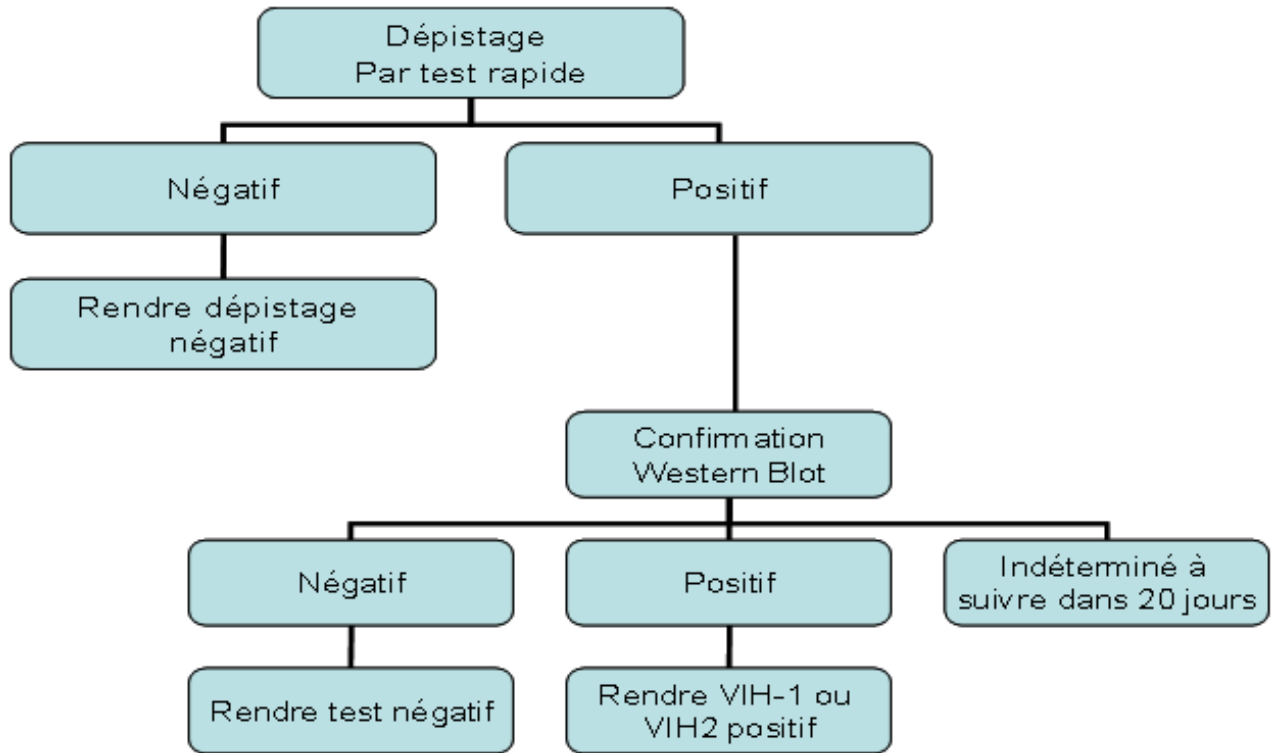 Dépistage
Par test rapide
Négatif
Positif
Rendre dépistage
négatif
Confirmation
Western Blot
Négatif
Positif
Indéterminé à
suivre dans 20 jours
Rendre test négatif
Rendre VIH-1 ou
VIH2 positif